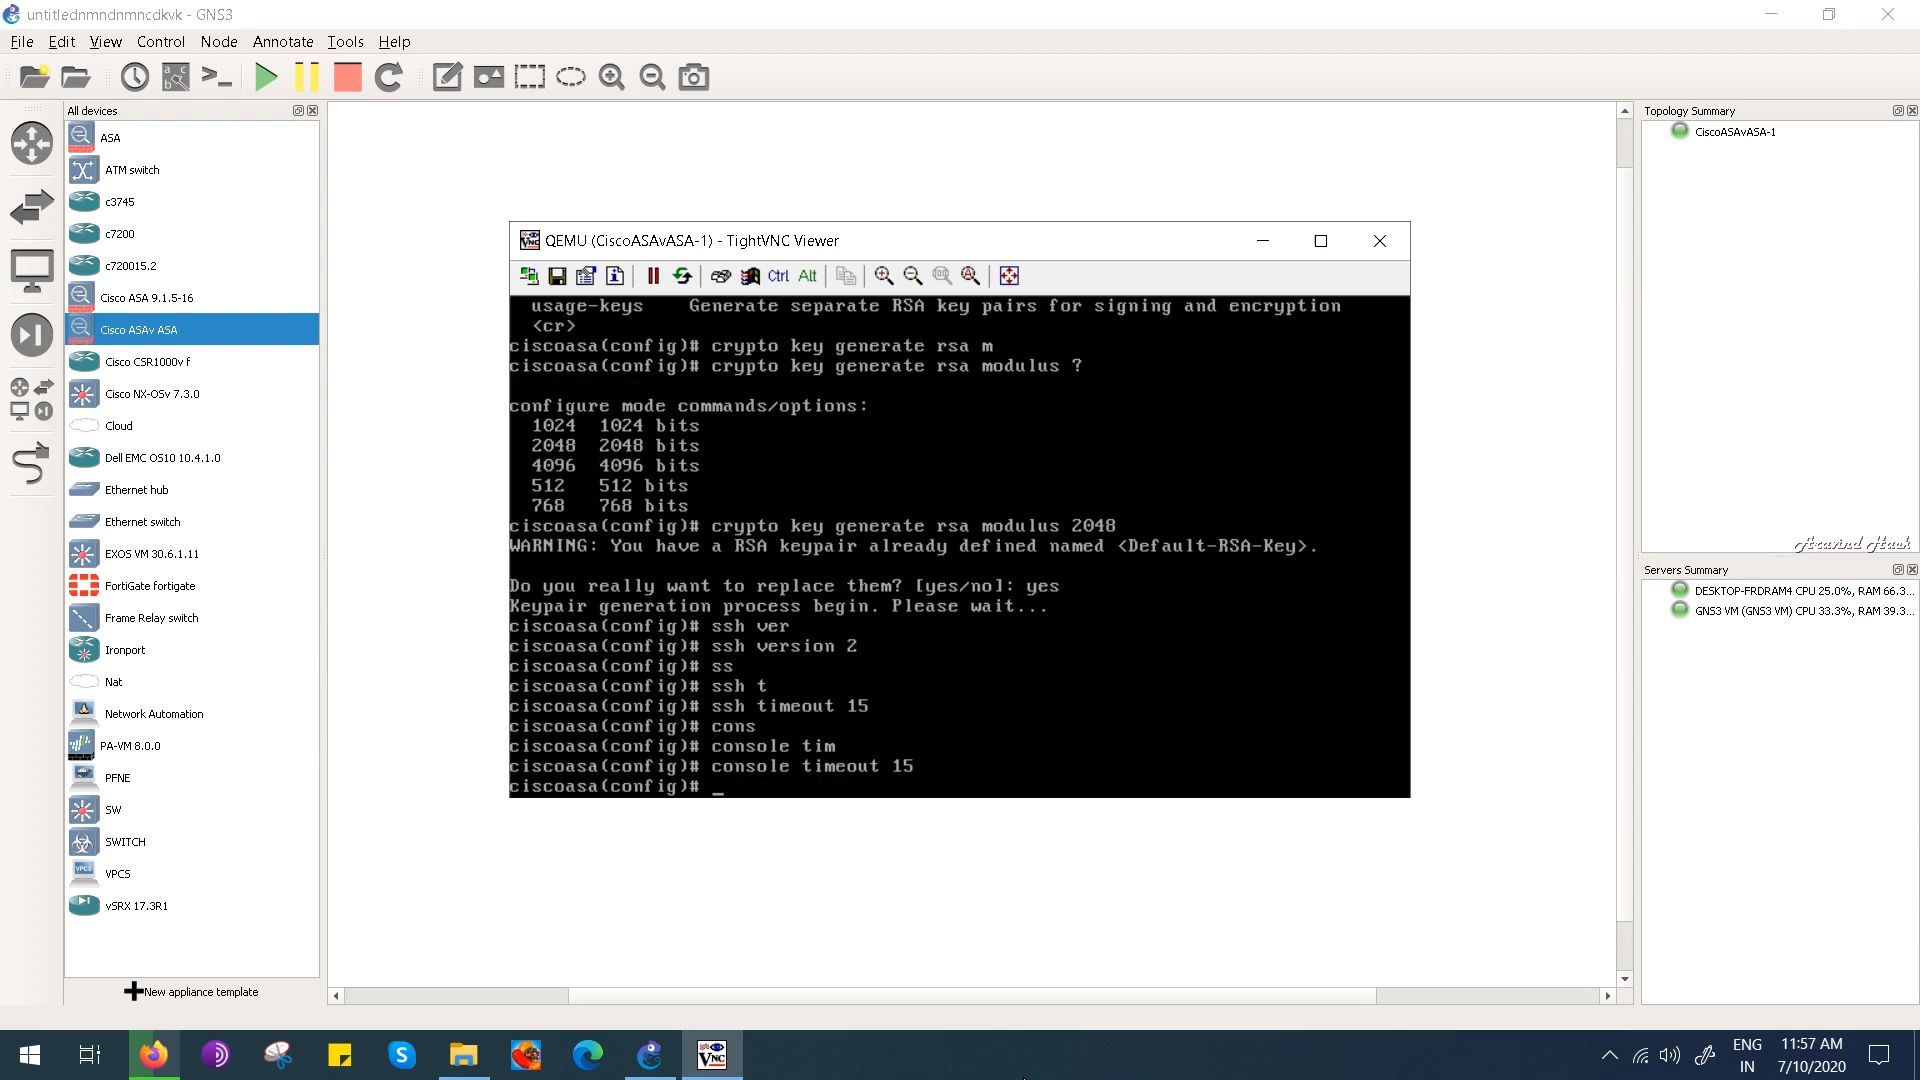 untitlednmndnmncdkvk - GNS3
File Edit View Control Node Annotate Tools Help
All devices
ASA
ATM switch
c3745
c7200
c720015.2
Cisco ASA 9.1.5-16
Cisco ASAv ASA
Cisco CSR1000v f
Cisco NX-OSv 7.3.0
Cloud
Dell EMC OS10 10.4.1.0
Ethernet hub
Ethernet switch
EXOS VM 30.6.1.11
FortiGate fortigate
Frame Relay switch
Ironport
Nat
Network Automation
PA-VM 8.0.0
PFNE
SW
SWITCH
VPCS
vSRX 17.3R1
New appliance template
QEMU (CiscoASAvASA-1) - TightVNC Viewer
Ctrl Alt
usage-keys    Generate separate RSA key pairs for signing and encryption
<cr>
ciscoasa(config)# crypto key generate rsa m
ciscoasa(config)# crypto key generate rsa modulus ?
configure mode commands/options:
1024  1024 bits
2048  2048 bits
4096  4096 bits
512   512 bits
768   768 bits
ciscoasa(config)# crypto key generate rsa modulus 2048
WARNING: You have a RSA keypair already defined named <Default-RSA-Key>.
Do you really want to replace them? [yes/no]: yes
Keypair generation process begin. Please wait...
ciscoasa(config)# ssh ver
ciscoasa(config)# ssh version 2
ciscoasa(config)# ss
ciscoasa(config)# ssh t
ciscoasa(config)# ssh timeout 15
ciscoasa(config)# cons
ciscoasa(config)# console tim
ciscoasa(config)# console timeout 15
ciscoasa(config)# _
Topology Summary
CiscoASAvASA-1
Aravind Hack
Servers Summary
DESKTOP-FRDRAM4 CPU 25.0%, RAM 66.3...
GNS3 VM (GNS3 VM) CPU 33.3%, RAM 39.3...
ENG
IN
11:57 AM
7/10/2020